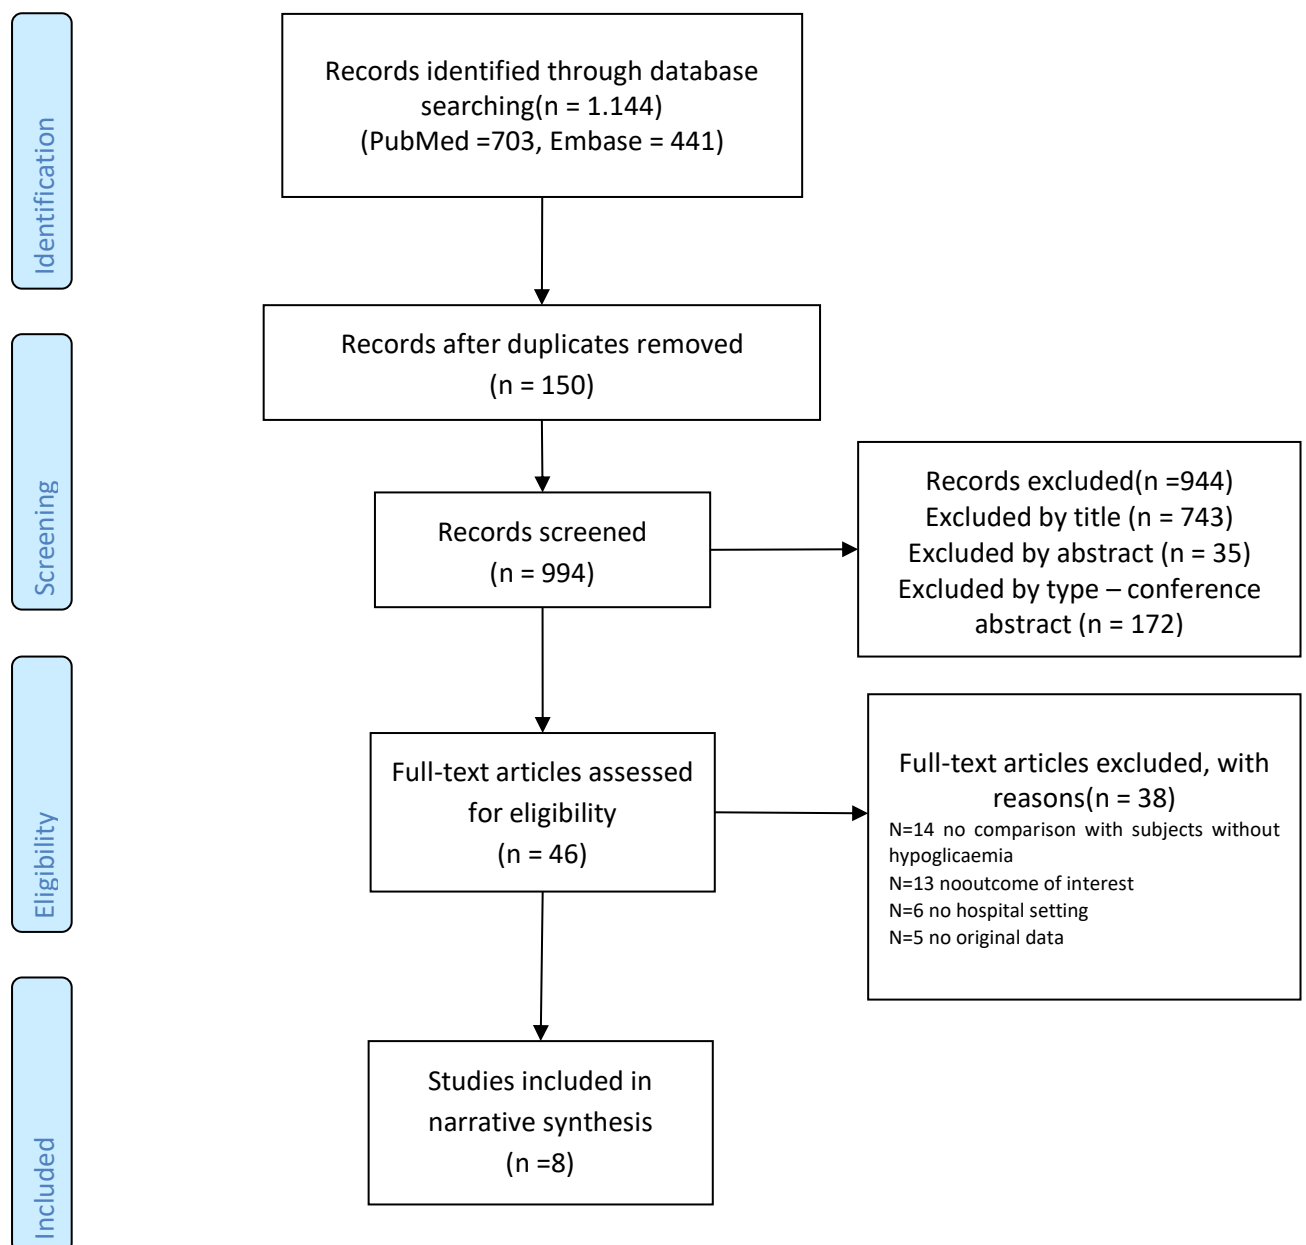 Identification
Records identified through database
searching(n = 1.144)
(PubMed =703, Embase = 441)
Records after duplicates removed
(n = 150)
Screening
Records screened
(n = 994)
Records excluded(n =944)
Excluded by title (n = 743)
Excluded by abstract (n = 35)
Excluded by type – conference
abstract (n = 172)
Eligibility
Full-text articles assessed
for eligibility
(n = 46)
Full-text articles excluded, with
reasons(n = 38)
N=14 no comparison with subjects without
hypoglicaemia
N=13 nooutcome of interest
N=6 no hospital setting
N=5 no original data
Included
Studies included in
narrative synthesis
(n =8)